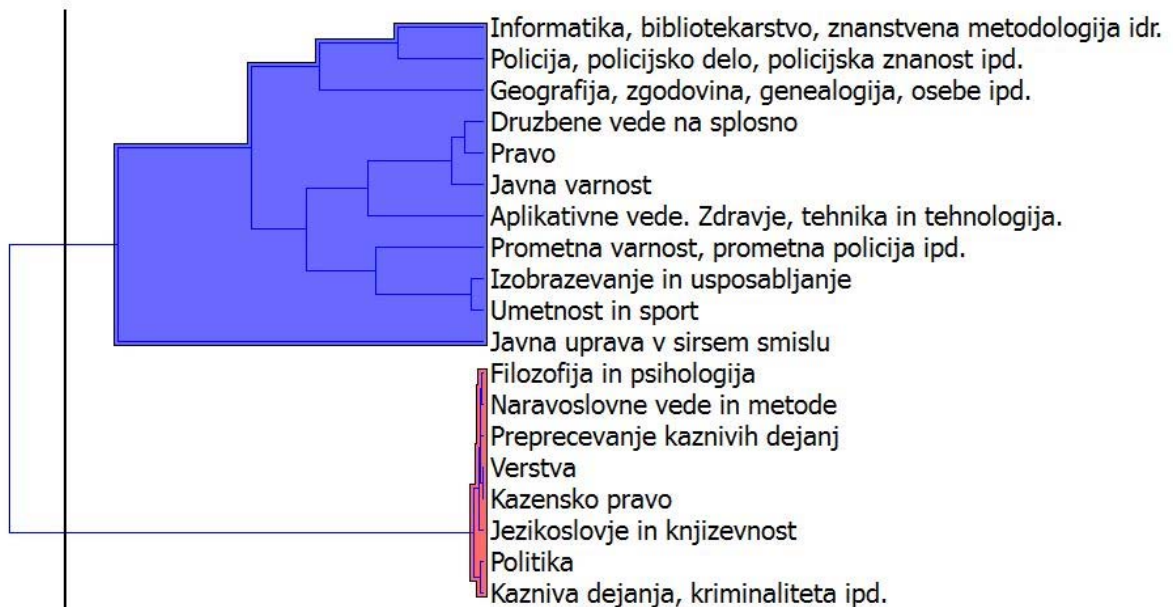 Informatika, bibliotekarstvo, znanstvena metodologija idr.
Policija, policijsko delo, policijska znanost ipd.
Geografija, zgodovina, genealogija, osebe ipd.
Druzbene vede na splosno
Pravo
Javna varnost
Aplikativne vede. Zdravje, tehnika in tehnologija.
Prometna varnost, prometna policija ipd.
Izobrazevanje in usposabljanje
Umetnost in sport
Javna uprava v sirsem smislu
Filozofija in psihologija
Naravoslovne vede in metode
Preprecevanje kaznivih dejanj
Verstva
Kazensko pravo
Jezikoslovje in knjizevnost
Politika
Kazniva dejanja, kriminaliteta ipd.